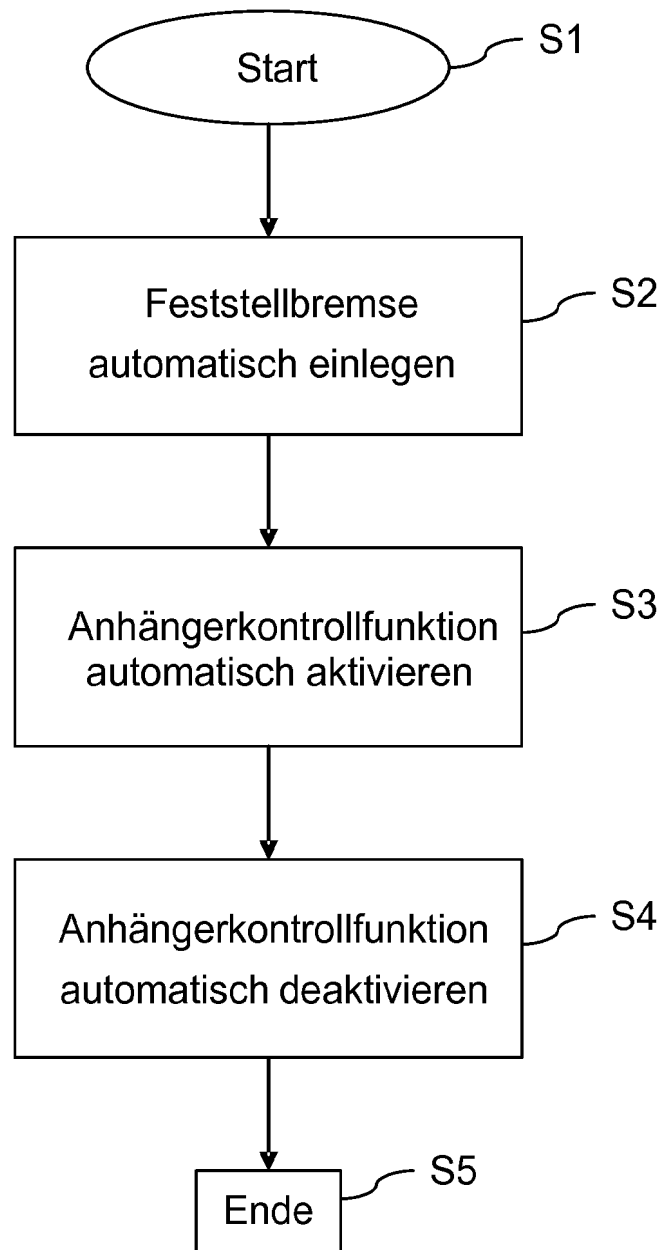 Start
S1
Feststellbremse
automatisch einlegen
S2
Anhängerkontrollfunktion
automatisch aktivieren
S3
Anhängerkontrollfunktion
automatisch deaktivieren
S4
Ende
S5